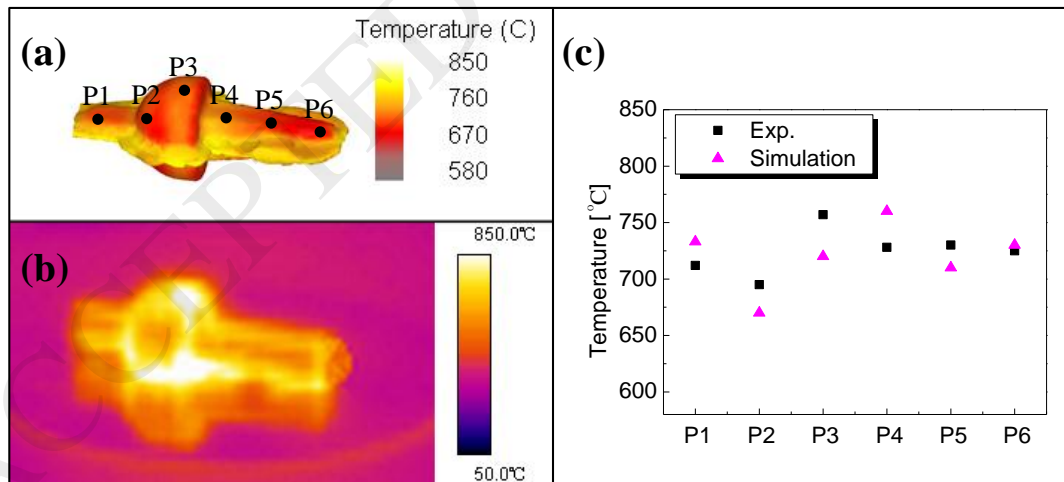 (a)
Temperature (C)
850
760
670
580
P1
P2
P3
P4
P5
P6
(b)
850.0℃
50.0℃
(c)
Exp.
Simulation
Temperature [℃]
850
800
750
700
650
600
P1 P2 P3 P4 P5 P6
ACCEPTED